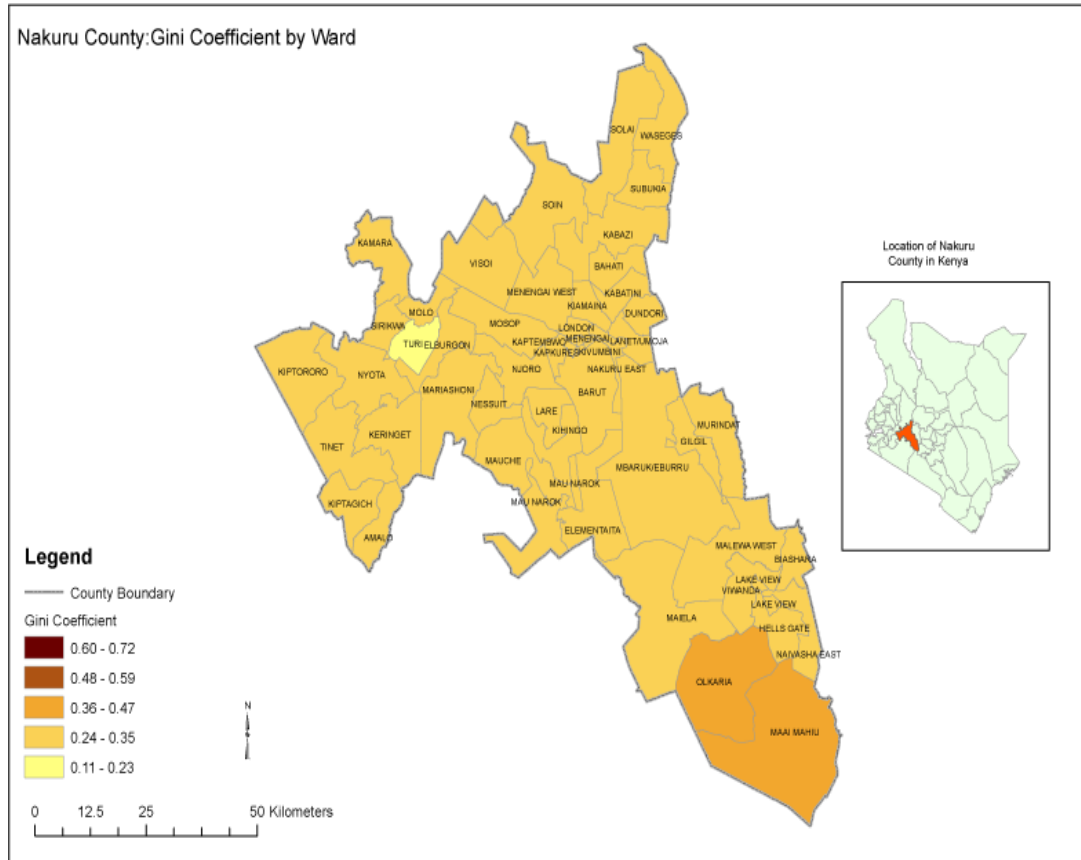 Nakuru County:Gini Coefficient by Ward
SOLAI
WASEGES
SUBUKIA
SOIN
KABAZI
KAMARA
VISOI
BAHATI
MENENGAI WEST
KABATINI
KIAMAINA
DUNDORI
MOLO
SIRIKWA
MOSOP
LONDON
MENENGAI
LANET/UMOJA
TURI
ELBURGON
KAPTEMBWO
KAPKURES
KIVUMBINI
KIPTORORO
NYOTA
NJORO
NAKURU EAST
MARIASHONI
NESSUIT
BARUT
LARE
KIHINGO
MURINDAT
GILGIL
TINET
KERINGET
MAUCHE
MBARUK/EBURRU
MAU NAROK
MAU NAROK
KIPTAGICH
AMALO
ELEMENTAITA
MALEWA WEST
BIASHARA
LAKE VIEW
VIWANDA
LAKE VIEW
MAIELA
HELLS GATE
NAIVASHA EAST
OLKARIA
MAAI MAHIU
Location of Nakuru
County in Kenya
Legend
County Boundary
Gini Coefficient
0.60 - 0.72
0.48 - 0.59
0.36 - 0.47
0.24 - 0.35
0.11 - 0.23
N
0 12.5 25 50 Kilometers